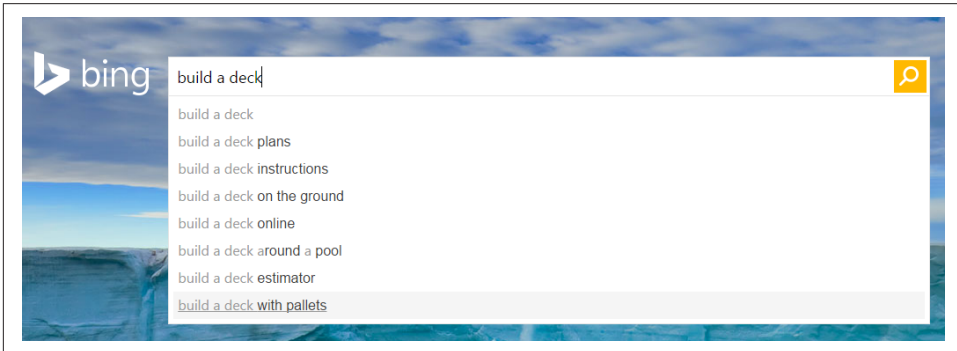 bing
build a deck
build a deck
build a deck plans
build a deck instructions
build a deck on the ground
build a deck online
build a deck around a pool
build a deck estimator
build a deck with pallets